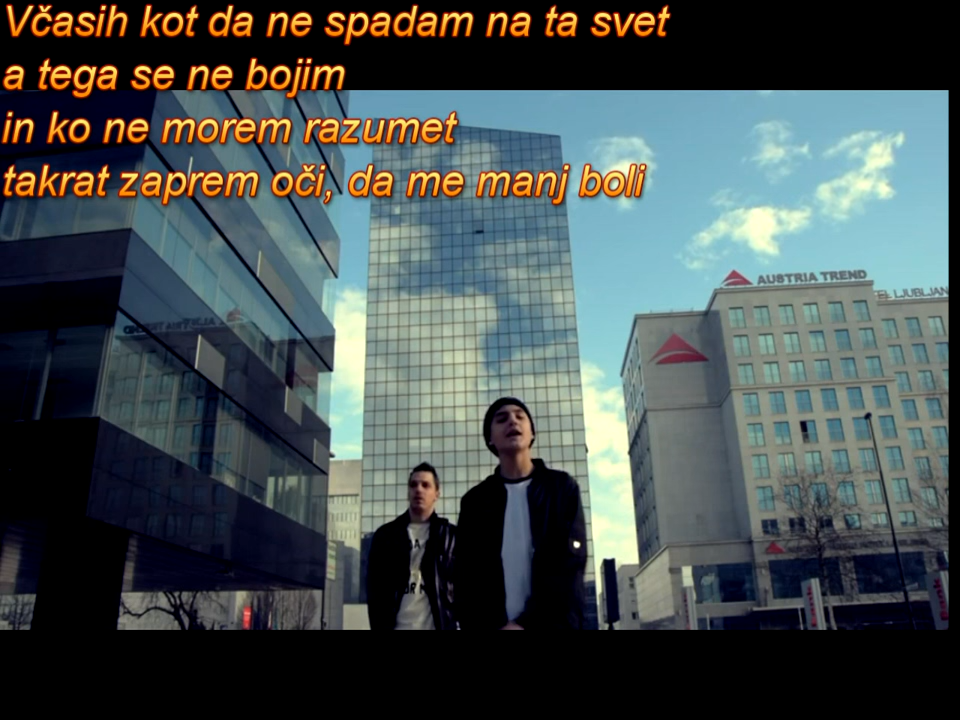 Včasih kot da ne spadam na ta svet
a tega se ne bojim
in ko ne morem razumet
takrat zaprem oči, da me manj boli
AUSTRIA TREND
LJUBLJAN